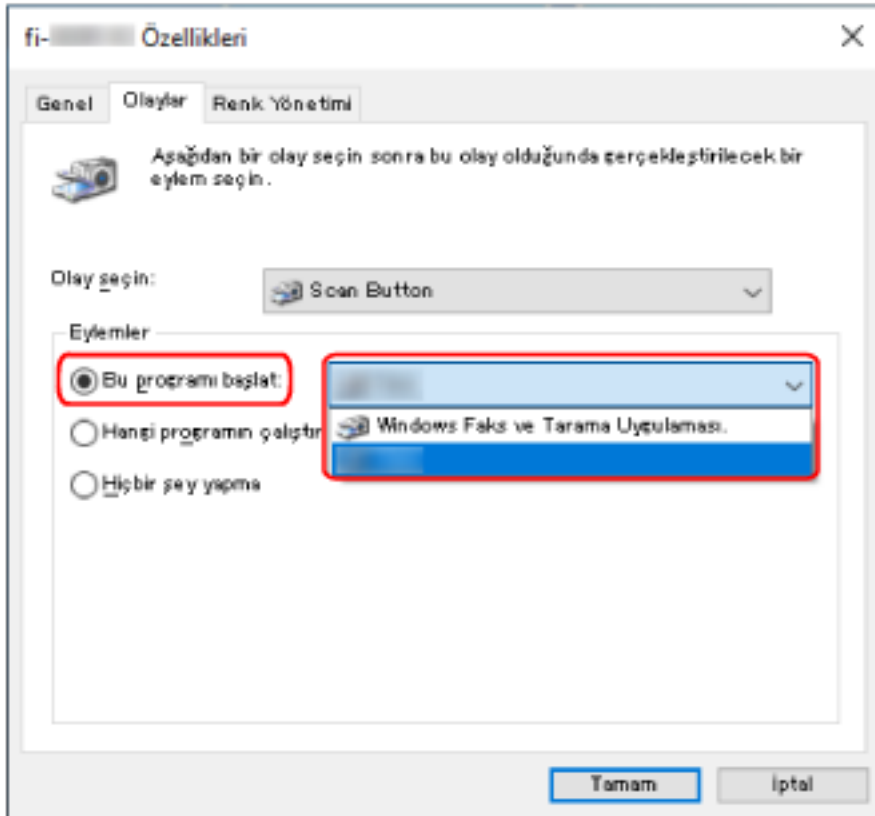 fi- Özellikleri
Genel
Olaylar
Renk Yönetimi
Aşağıdan bir olay seçin sonra bu olay olduğunda gerçekleştirilecek bir
eylem seçin.
Olay seçin:
Scan Button
Eylemler
Bu programı başlat:
Hangi programın çalıştır
Windows Faks ve Tarama Uygulaması.
Hiçbir şey yapma
Tamam
İptal